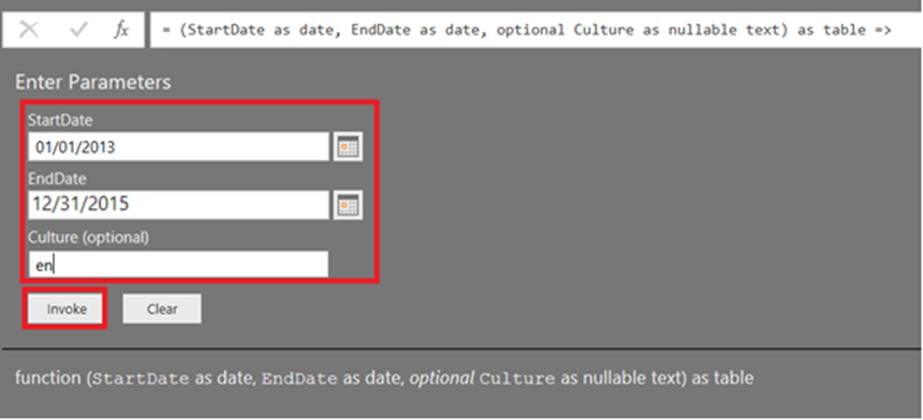 fx = (StartDate as date, EndDate as date, optional Culture as nullable text) as table =>
Enter Parameters
StartDate
01/01/2013
EndDate
12/31/2015
Culture (optional)
en
Invoke Clear
function (StartDate as date, EndDate as date, optional Culture as nullable text) as table